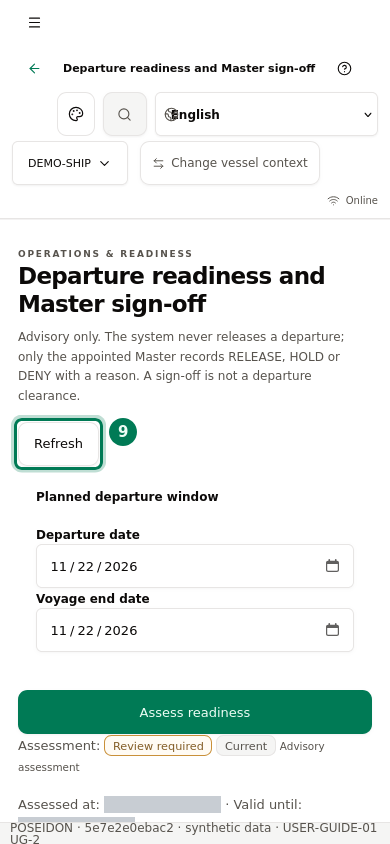 Departure readiness and Master sign-off
English
DEMO-SHIP
Change vessel context
Online
OPERATIONS & READINESS
Departure readiness and
Master sign-off
Advisory only. The system never releases a departure;
only the appointed Master records RELEASE, HOLD or
DENY with a reason. A sign-off is not a departure
clearance.
Refresh
9
Planned departure window
Departure date
11 / 22 / 2026
Voyage end date
11 / 22 / 2026
Assess readiness
Assessment: Review required Current Advisory
assessment
Assessed at: · Valid until:
POSEIDON · 5e7e2e0ebac2 · synthetic data · USER-GUIDE-01
UG-2